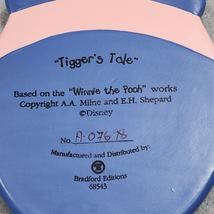 "Tigger's Tale"
Based on the "Winnie the Pooh" works
Copyright A.A. Milne and E.H. Shepard
©Disney
No. A-07698
Manufactured and Distributed by:
Bradford Editions
68543